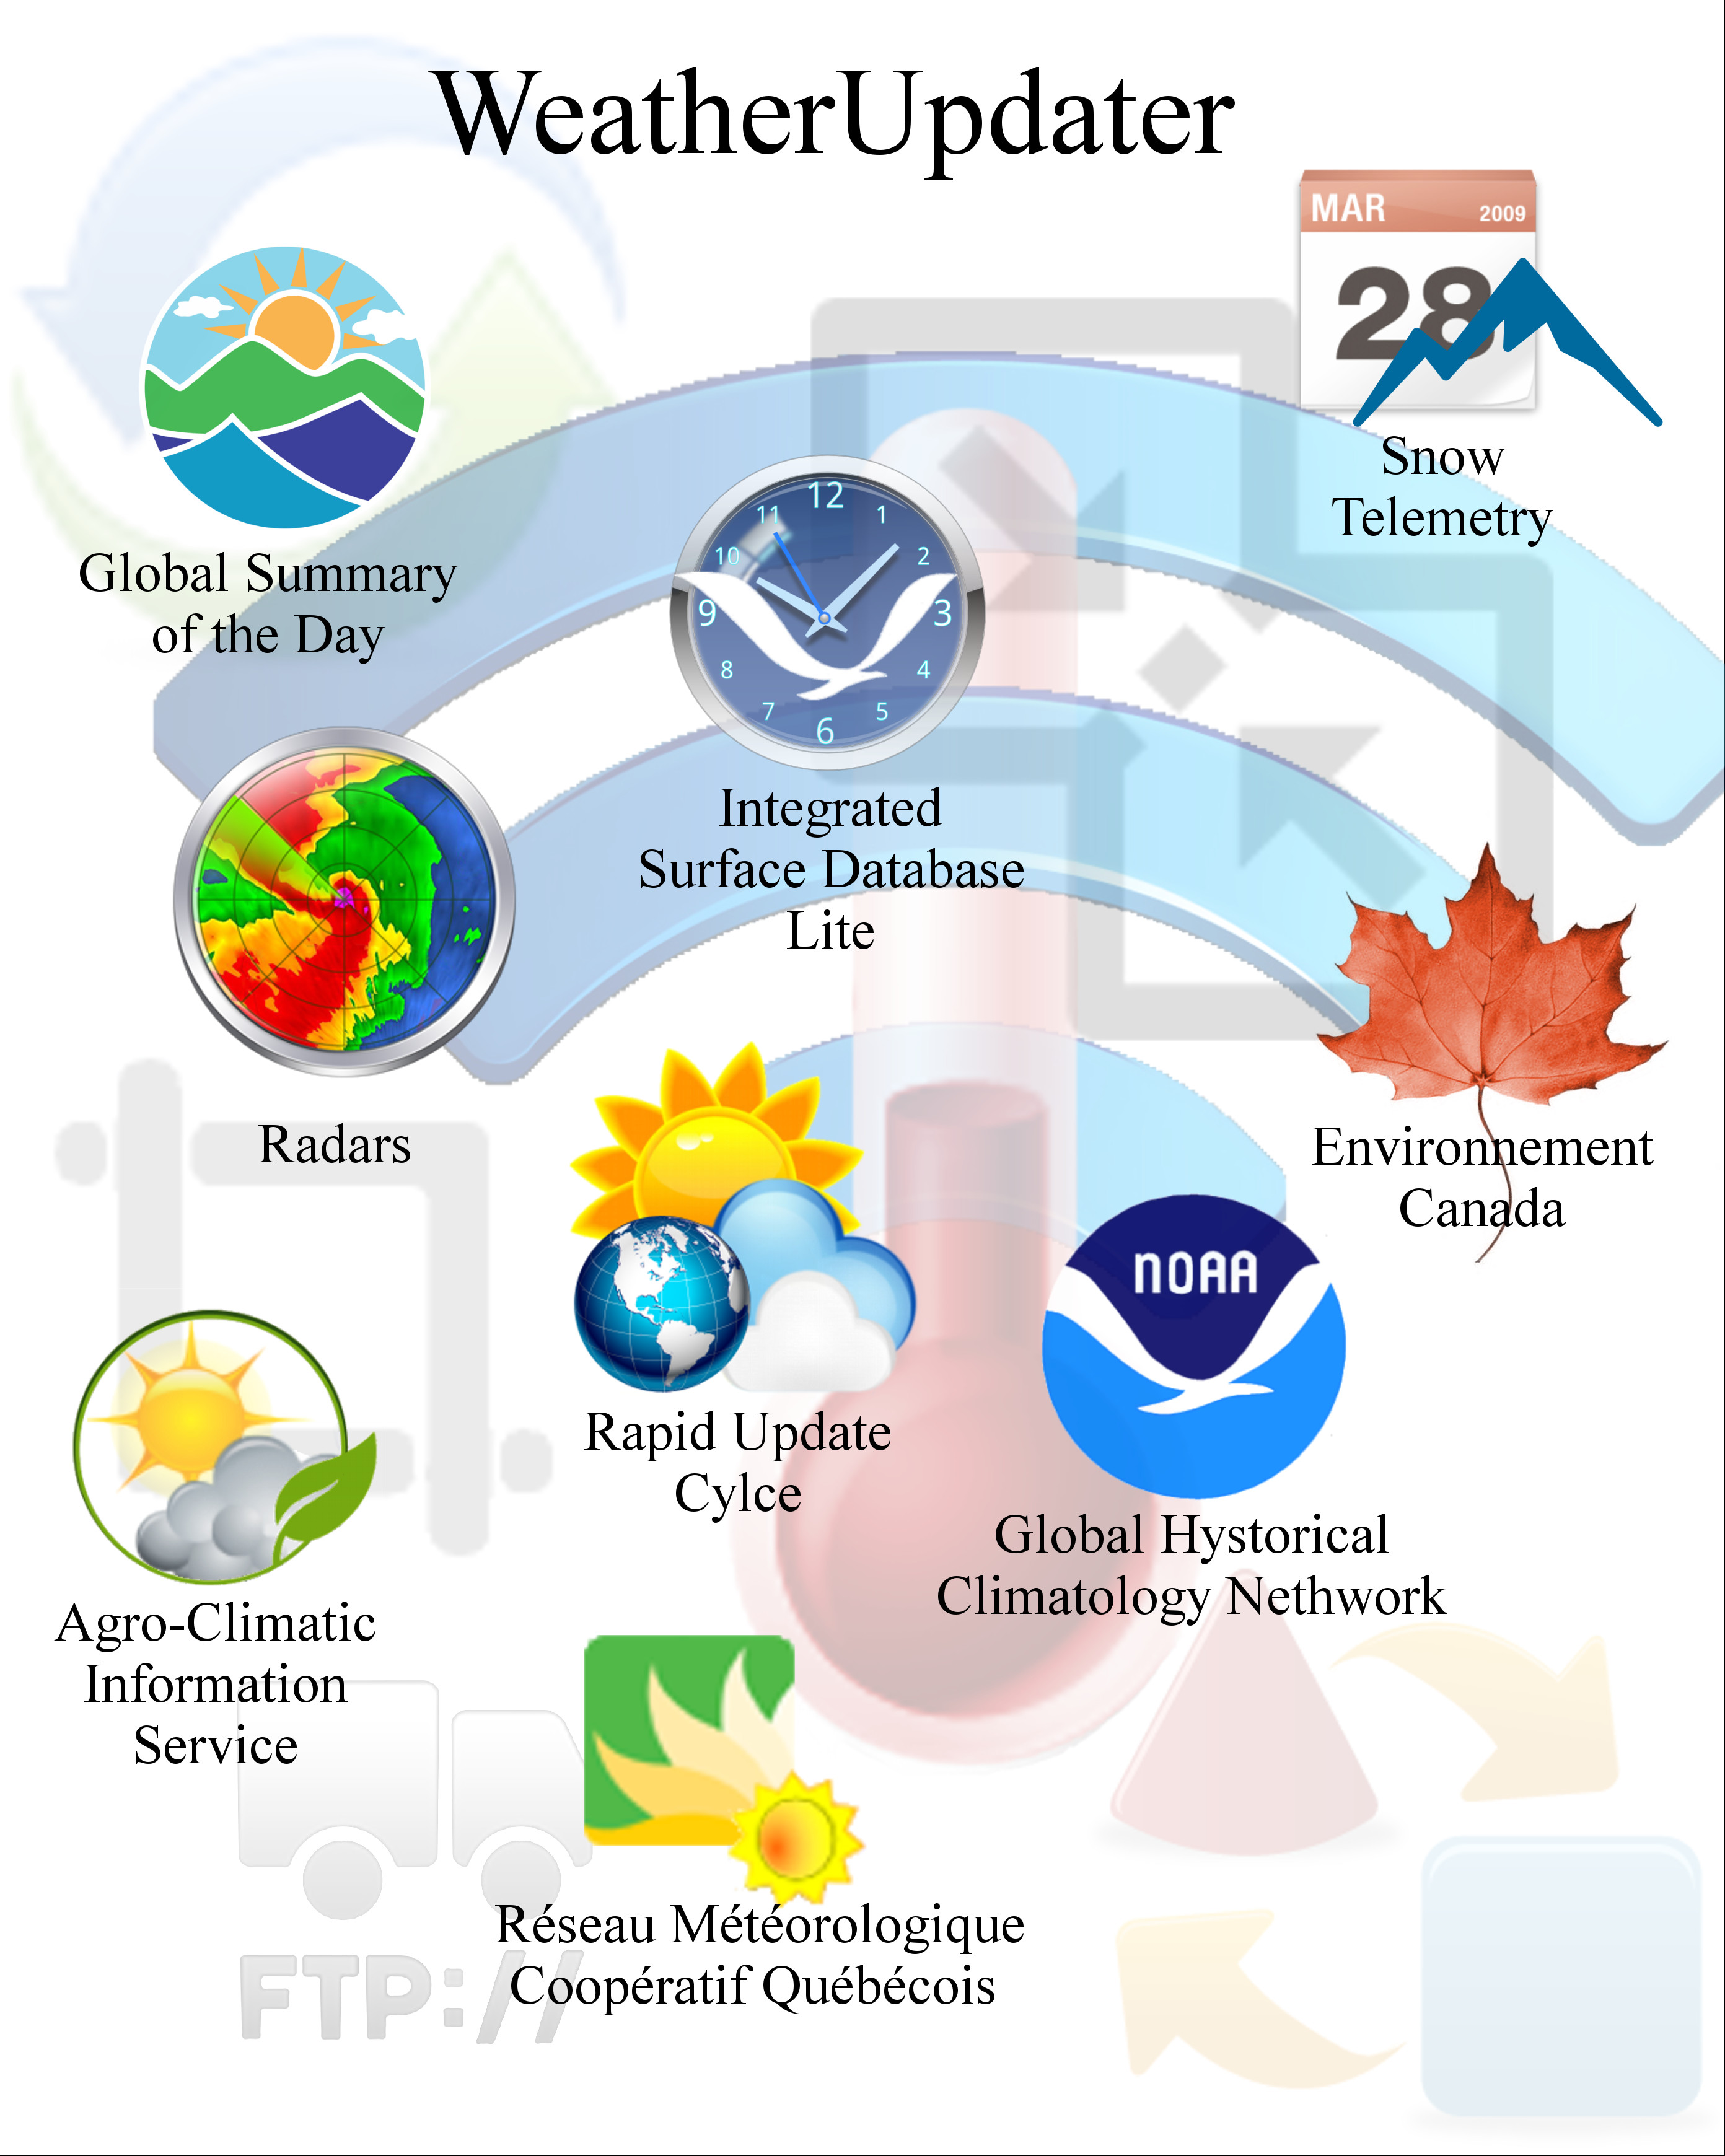 WeatherUpdater
MAR 2009
28
Snow
Telemetry
Global Summary
of the Day
12
11
1
10
2
9
3
8
4
7
5
6
Integrated
Surface Database
Lite
Radars
Environnement
Canada
NOAA
Rapid Update
Cylce
Global Hystorical
Climatology Nethwork
Agro-Climatic
Information
Service
Réseau Météorologique
Coopératif Québécois
FTP://